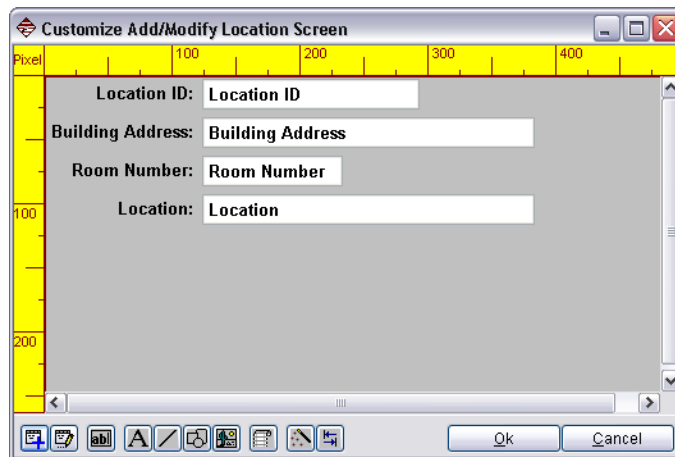 Customize Add/Modify Location Screen
Pixel 100 200 300 400
Location ID: Location ID
Building Address: Building Address
Room Number: Room Number
100
Location: Location
200
abl A Ok Cancel